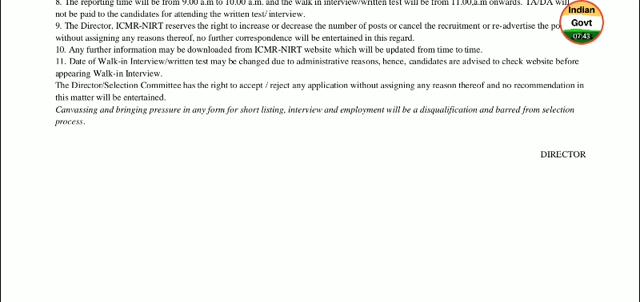 8. The reporting time will be from 9.00 a.m to 10.00 a.m. and the walk in interview/written test will be from 11.00,a.m onwards. TA/DA will
not be paid to the candidates for attending the written test/ interview.
9. The Director, ICMR-NIRT reserves the right to increase or decrease the number of posts or cancel the recruitment or re-advertise the
without assigning any reasons thereof, no further correspondence will be entertained in this regard.
10. Any further information may be downloaded from ICMR-NIRT website which will be updated from time to time.
11. Date of Walk-in Interview/written test may be changed due to administrative reasons, hence, candidates are advised to check website before
appearing Walk-in Interview.
The Director/Selection Committee has the right to accept / reject any application without assigning any reason thereof and no recommendation in
this matter will be entertained.
Canvassing and bringing pressure in any form for short listing, interview and employment will be a disqualification and barred from selection
process.
DIRECTOR
Indian
Govt
07:43